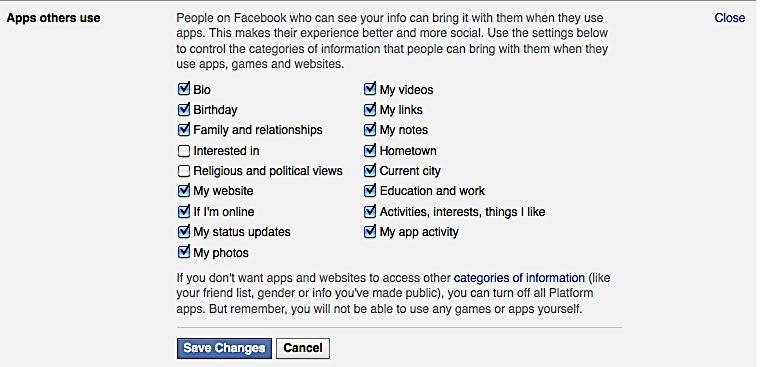 Apps others use
People on Facebook who can see your info can bring it with them when they use
apps. This makes their experience better and more social. Use the settings below
to control the categories of information that people can bring with them when they
use apps, games and websites.
Close
Bio
Birthday
Family and relationships
Interested in
Religious and political views
My website
If I'm online
My status updates
My photos
My videos
My links
My notes
Hometown
Current city
Education and work
Activities, interests, things I like
My app activity
If you don't want apps and websites to access other categories of information (like
your friend list, gender or info you've made public), you can turn off all Platform
apps. But remember, you will not be able to use any games or apps yourself.
Save Changes
Cancel